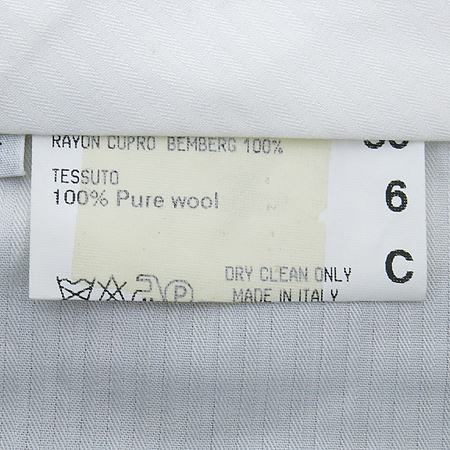 RAYON CUPRO BEMBERG 100%
TESSUTO
100% Pure wool
6
C
DRY CLEAN ONLY
MADE IN ITALY